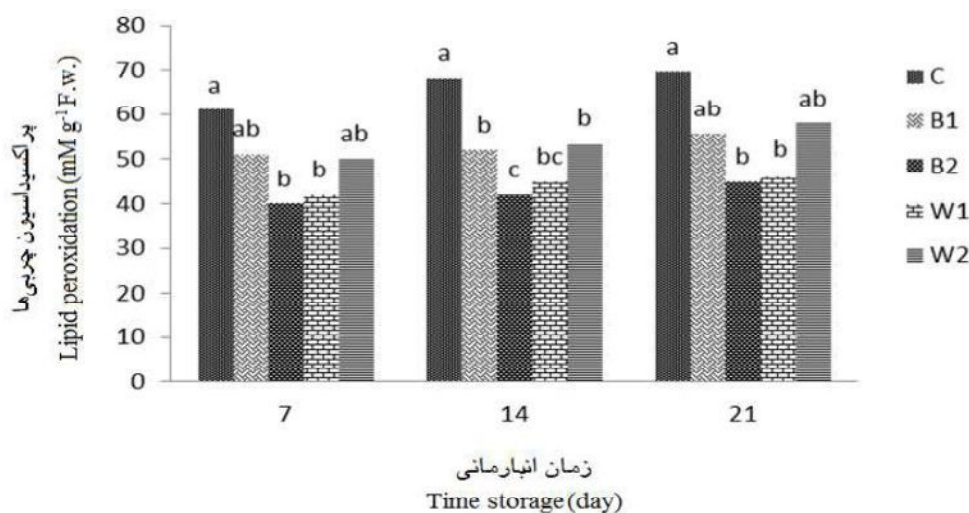 80
70
60
50
40
30
20
10
0
پراکسیداسیون چربی‌ها
Lipid peroxidation (mM g⁻¹ F.w.)
a
ab
b
b
ab
a
b
c
bc
b
a
ab
b
b
ab
7
14
21
زمان انبارمانی
Time storage (day)
C
B1
B2
W1
W2